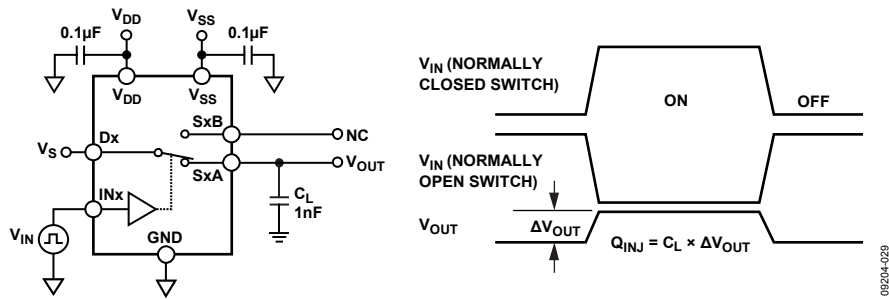 VDD
VSS
0.1µF
0.1µF
VDD
VSS
SxB
NC
VS
Dx
SxA
VOUT
INx
CL
1nF
VIN
GND
VIN (NORMALLY
CLOSED SWITCH)
ON
OFF
VIN (NORMALLY
OPEN SWITCH)
VOUT
ΔVOUT
QINJ = CL × ΔVOUT
09204-029